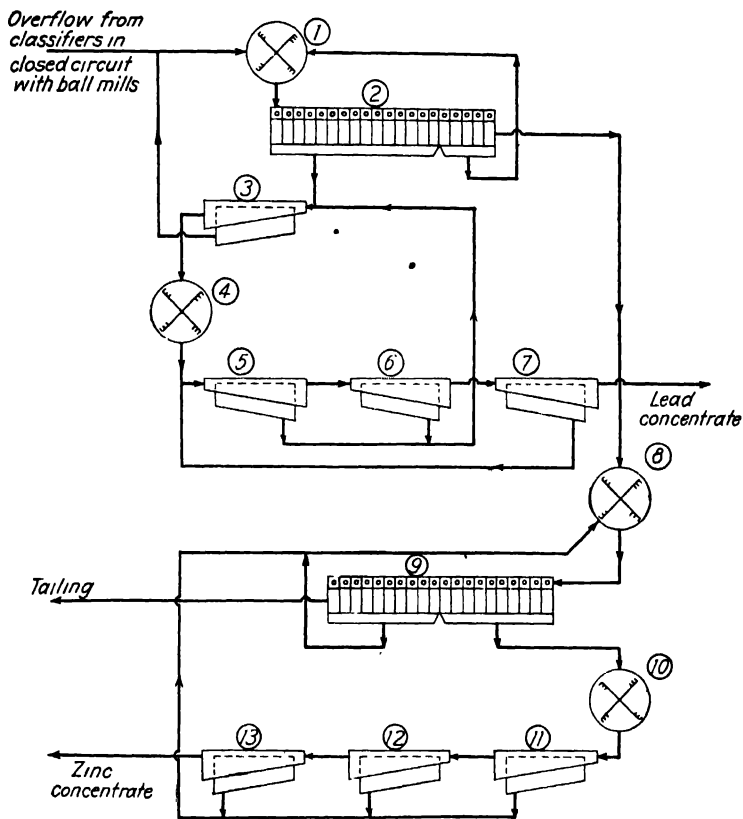 Overflow from
classifiers in
closed circuit
with ball mills
1
2
3
4
5
6
7
Lead
concentrate
8
9
Tailing
10
13
12
11
Zinc
concentrate